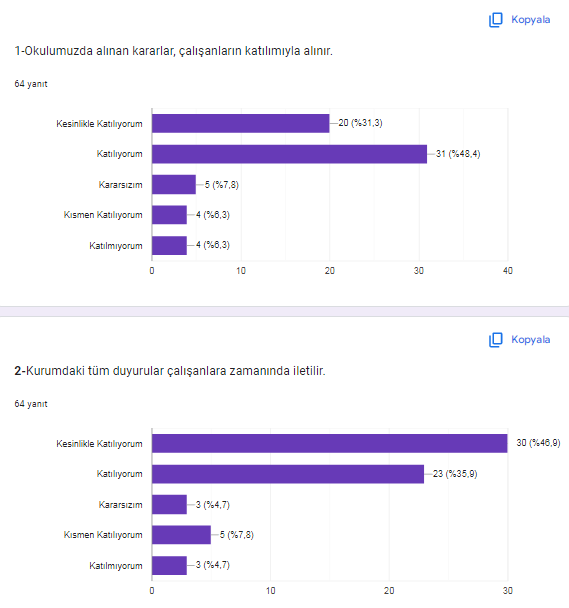 Kopyala
1-Okulumuzda alınan kararlar, çalışanların katılımıyla alınır.
64 yanıt
Kesinlikle Katılıyorum 20 (%31,3)
Katılıyorum 31 (%48,4)
Kararsızım 5 (%7,8)
Kısmen Katılıyorum 4 (%6,3)
Katılmıyorum 4 (%6,3)
0 10 20 30 40
Kopyala
2-Kurumdaki tüm duyurular çalışanlara zamanında iletilir.
64 yanıt
Kesinlikle Katılıyorum 30 (%46,9)
Katılıyorum 23 (%35,9)
Kararsızım 3 (%4,7)
Kısmen Katılıyorum 5 (%7,8)
Katılmıyorum 3 (%4,7)
0 10 20 30